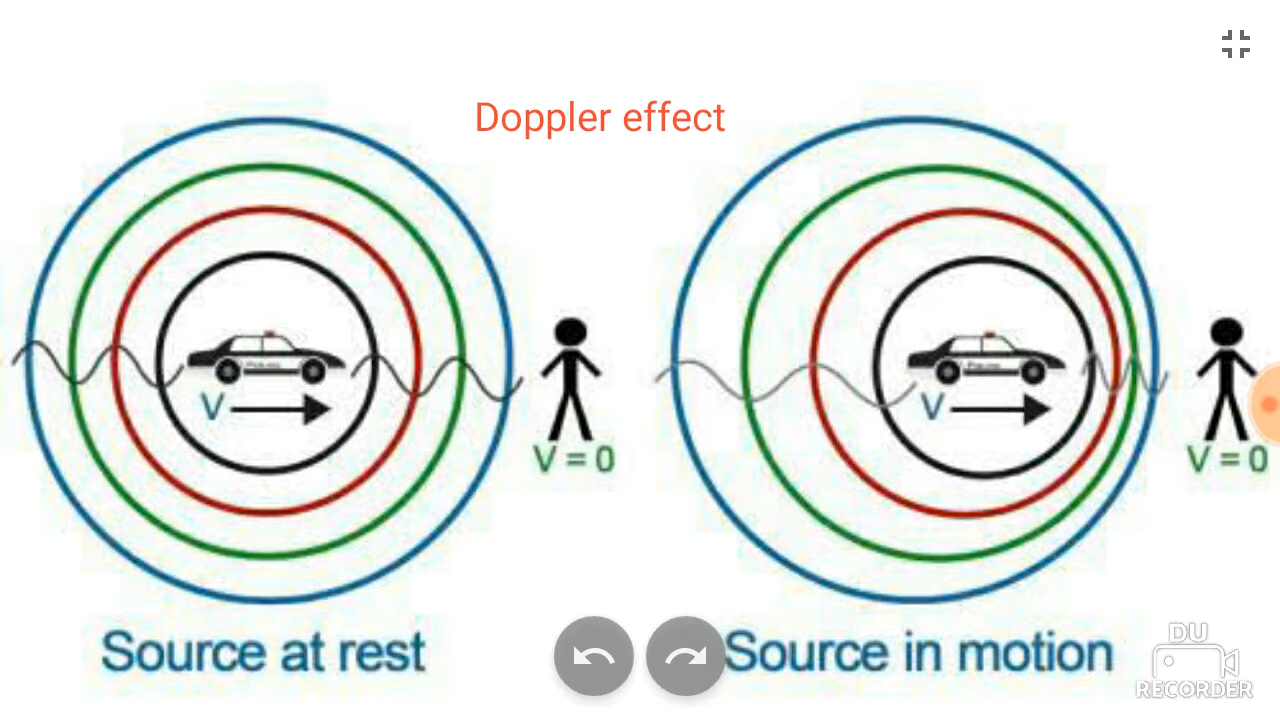 Doppler effect
V
V = 0
V
V = 0
Source at rest
Source in motion
DU
RECORDER